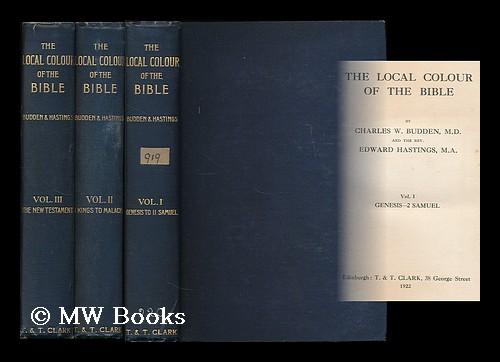 THE
LOCAL COLOUR
OF THE
BIBLE
BUDDEN & HASTINGS
VOL. III
THE NEW TESTAMENT
T. & T. CLARK
THE
LOCAL COLOUR
OF THE
BIBLE
BUDDEN & HASTINGS
VOL. II
I KINGS TO MALACHI
T. & T. CLARK
THE
LOCAL COLOUR
OF THE
BIBLE
BUDDEN & HASTINGS
919
VOL. I
GENESIS TO II SAMUEL
T. & T. CLARK
THE LOCAL COLOUR
OF THE BIBLE
BY
CHARLES W. BUDDEN, M.D.
AND THE REV.
EDWARD HASTINGS, M.A.
Vol. I
GENESIS–2 SAMUEL
Edinburgh: T. & T. CLARK, 38 George Street
1922
© MW Books